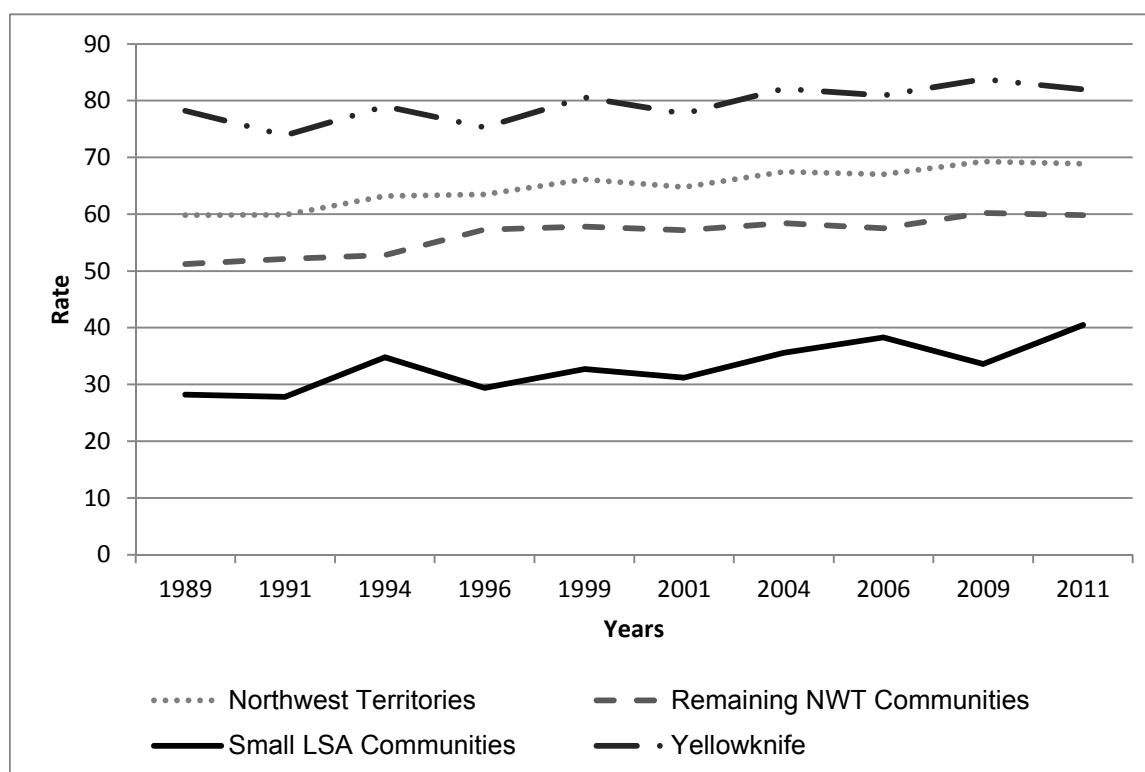 90
80
70
60
50
40
30
20
10
0
Rate
1989 1991 1994 1996 1999 2001 2004 2006 2009 2011
Years
Northwest Territories Remaining NWT Communities
Small LSA Communities Yellowknife